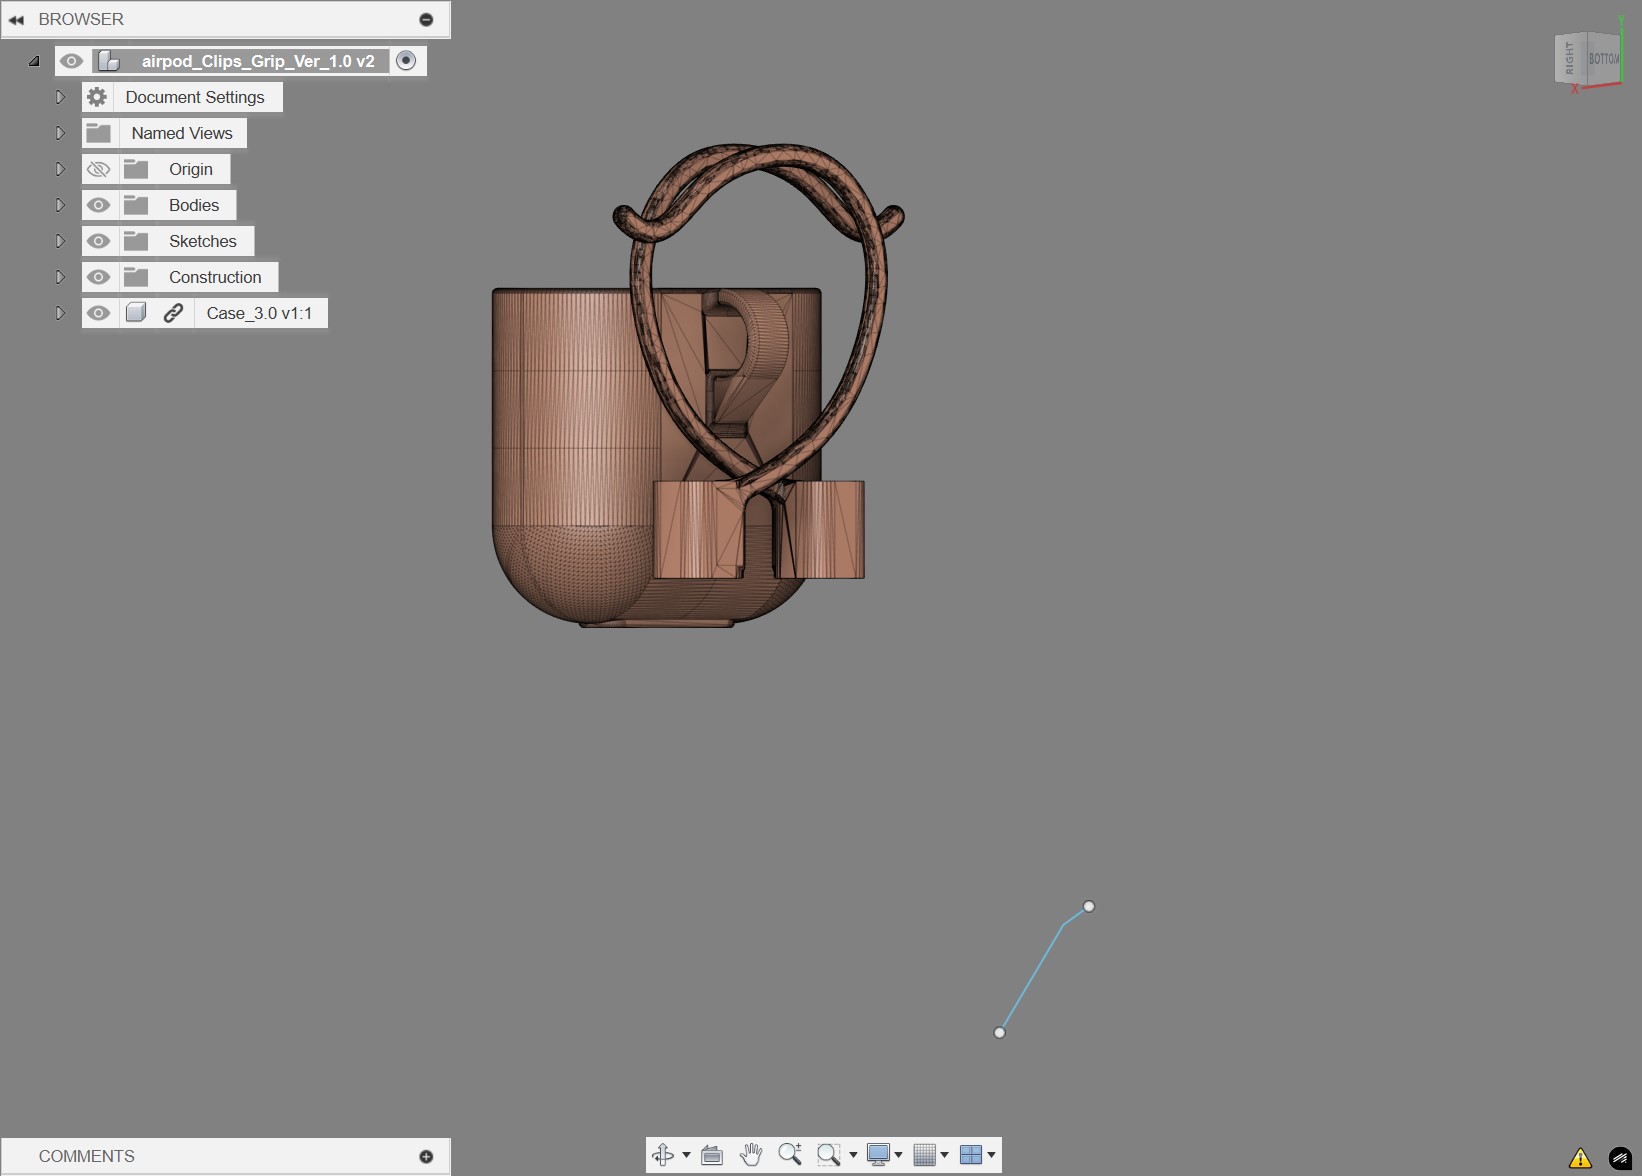 BROWSER
airpod_Clips_Grip_Ver_1.0 v2
Document Settings
Named Views
Origin
Bodies
Sketches
Construction
Case_3.0 v1:1
RIGHT
BOTTOM
Y
X
COMMENTS